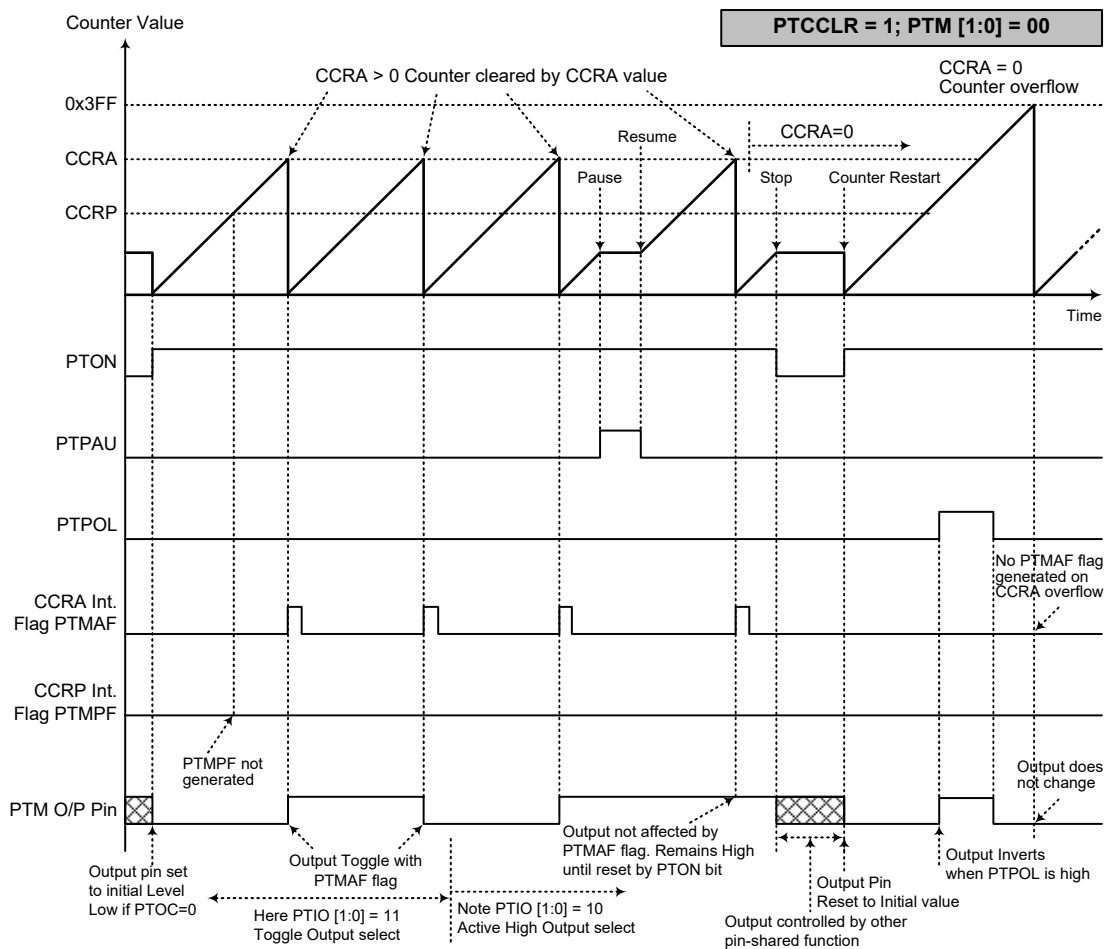 Counter Value
PTCCLR = 1; PTM [1:0] = 00
CCRA > 0 Counter cleared by CCRA value
CCRA = 0
Counter overflow
0x3FF
Resume
CCRA=0
CCRA
Pause
Stop
Counter Restart
CCRP
Time
PTON
PTPAU
PTPOL
No PTMAF flag
generated on
CCRA overflow
CCRA Int.
Flag PTMAF
CCRP Int.
Flag PTMPF
PTMPF not
generated
Output does
not change
PTM O/P Pin
Output pin set
to initial Level
Low if PTOC=0
Output Toggle with
PTMAF flag
Here PTIO [1:0] = 11
Toggle Output select
Note PTIO [1:0] = 10
Active High Output select
Output not affected by
PTMAF flag. Remains High
until reset by PTON bit
Output Pin
Reset to Initial value
Output controlled by other
pin-shared function
Output Inverts
when PTPOL is high